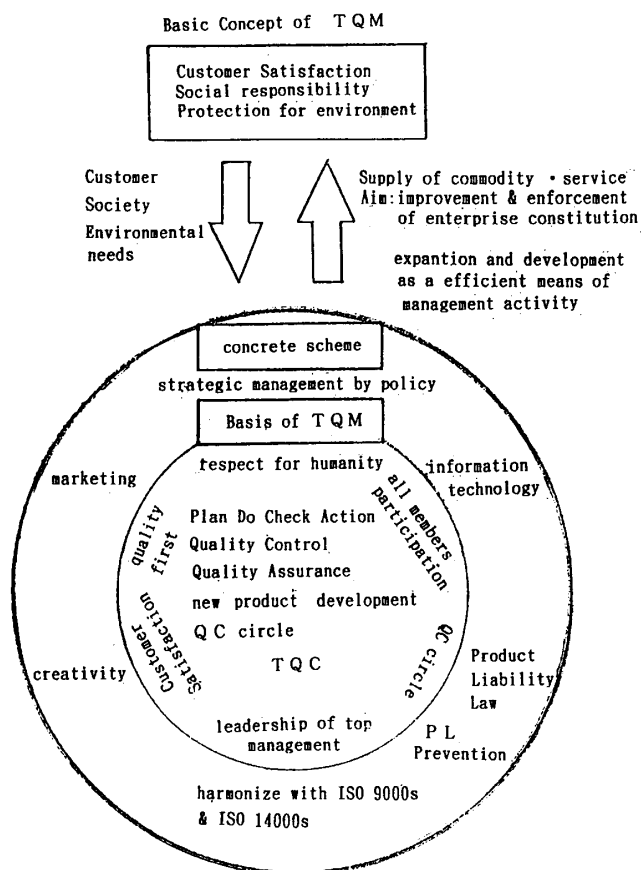 Basic Concept of TQM
Customer Satisfaction
Social responsibility
Protection for environment
Customer
Society
Environmental
needs
Supply of commodity・service
Aim:improvement & enforcement
of enterprise constitution
expantion and development
as a efficient means of
management activity
concrete scheme
strategic management by policy
Basis of TQM
respect for humanity
marketing
information
technology
all members
participation
quality
first
Plan Do Check Action
Quality Control
Quality Assurance
new product development
QC circle
TQC
Customer
Satisfaction
QC circle
creativity
Product
Liability
Law
PL
Prevention
leadership of top
management
harmonize with ISO 9000s
& ISO 14000s